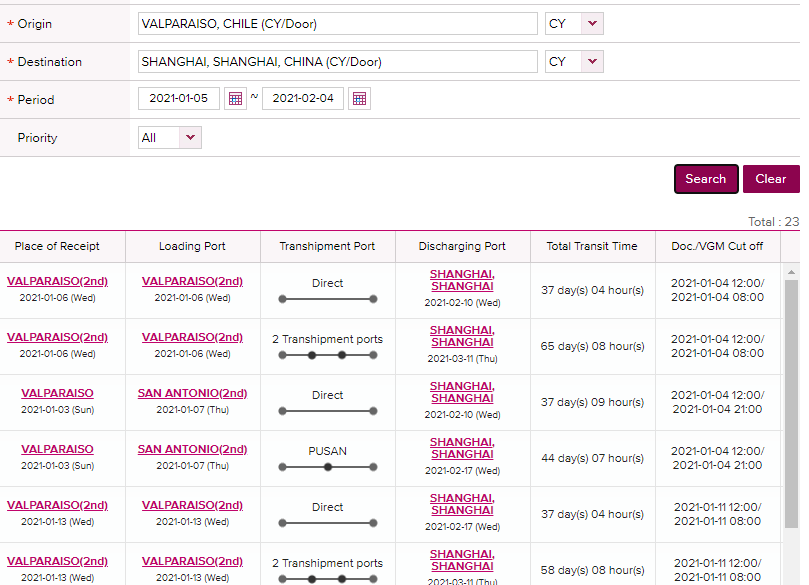 * Origin VALPARAISO, CHILE (CY/Door) CY
* Destination SHANGHAI, SHANGHAI, CHINA (CY/Door) CY
* Period 2021-01-05 ~ 2021-02-04
Priority All
Search Clear
Total : 23
Place of Receipt Loading Port Transhipment Port Discharging Port Total Transit Time Doc./VGM Cut off
VALPARAISO(2nd)
2021-01-06 (Wed)
VALPARAISO(2nd)
2021-01-06 (Wed)
Direct
SHANGHAI,
SHANGHAI
2021-02-10 (Wed)
37 day(s) 04 hour(s)
2021-01-04 12:00/
2021-01-04 08:00
VALPARAISO(2nd)
2021-01-06 (Wed)
VALPARAISO(2nd)
2021-01-06 (Wed)
2 Transhipment ports
SHANGHAI,
SHANGHAI
2021-03-11 (Thu)
65 day(s) 08 hour(s)
2021-01-04 12:00/
2021-01-04 08:00
VALPARAISO
2021-01-03 (Sun)
SAN ANTONIO(2nd)
2021-01-07 (Thu)
Direct
SHANGHAI,
SHANGHAI
2021-02-10 (Wed)
37 day(s) 09 hour(s)
2021-01-04 12:00/
2021-01-04 21:00
VALPARAISO
2021-01-03 (Sun)
SAN ANTONIO(2nd)
2021-01-07 (Thu)
PUSAN
SHANGHAI,
SHANGHAI
2021-02-17 (Wed)
44 day(s) 07 hour(s)
2021-01-04 12:00/
2021-01-04 21:00
VALPARAISO(2nd)
2021-01-13 (Wed)
VALPARAISO(2nd)
2021-01-13 (Wed)
Direct
SHANGHAI,
SHANGHAI
2021-02-17 (Wed)
37 day(s) 04 hour(s)
2021-01-11 12:00/
2021-01-11 08:00
VALPARAISO(2nd)
2021-01-13 (Wed)
VALPARAISO(2nd)
2021-01-13 (Wed)
2 Transhipment ports
SHANGHAI,
SHANGHAI
2021-03-11 (Thu)
58 day(s) 08 hour(s)
2021-01-11 12:00/
2021-01-11 08:00